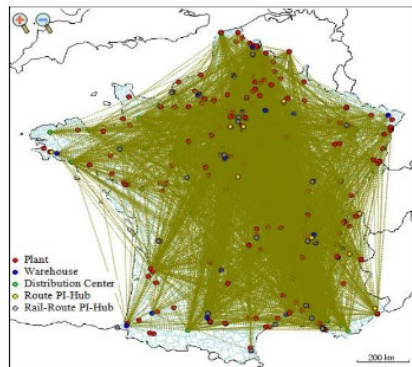 Plant
Warehouse
Distribution Center
Route PI-Hub
Rail-Route PI-Hub
200 km